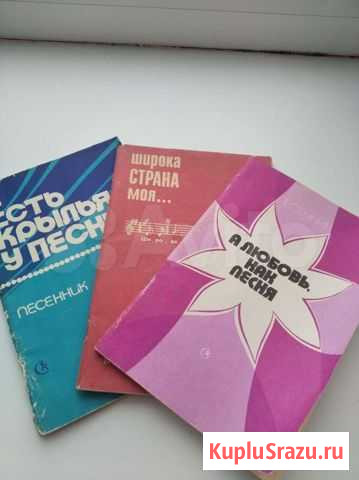 ЕСТЬ
КРЫЛЬЯ
У ПЕСНИ
ПЕСЕННИК
широка
СТРАНА
моя...
А ЛЮБОВЬ,
КАК
ПЕСНЯ
KupluSrazu.ru